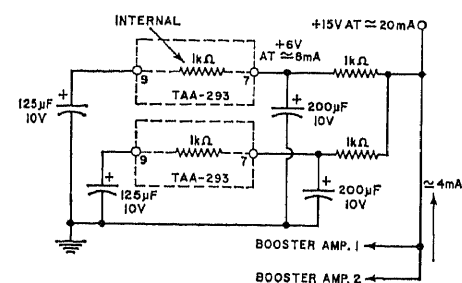 INTERNAL
+15V AT ≃20mA
+6V
AT ≃8mA
1kΩ
1kΩ
+
9
7
TAA-293
125µF
10V
+
200µF
10V
1kΩ
1kΩ
9
7
TAA-293
+
125µF
10V
+
200µF
10V
≃4mA
BOOSTER AMP. 1
BOOSTER AMP. 2